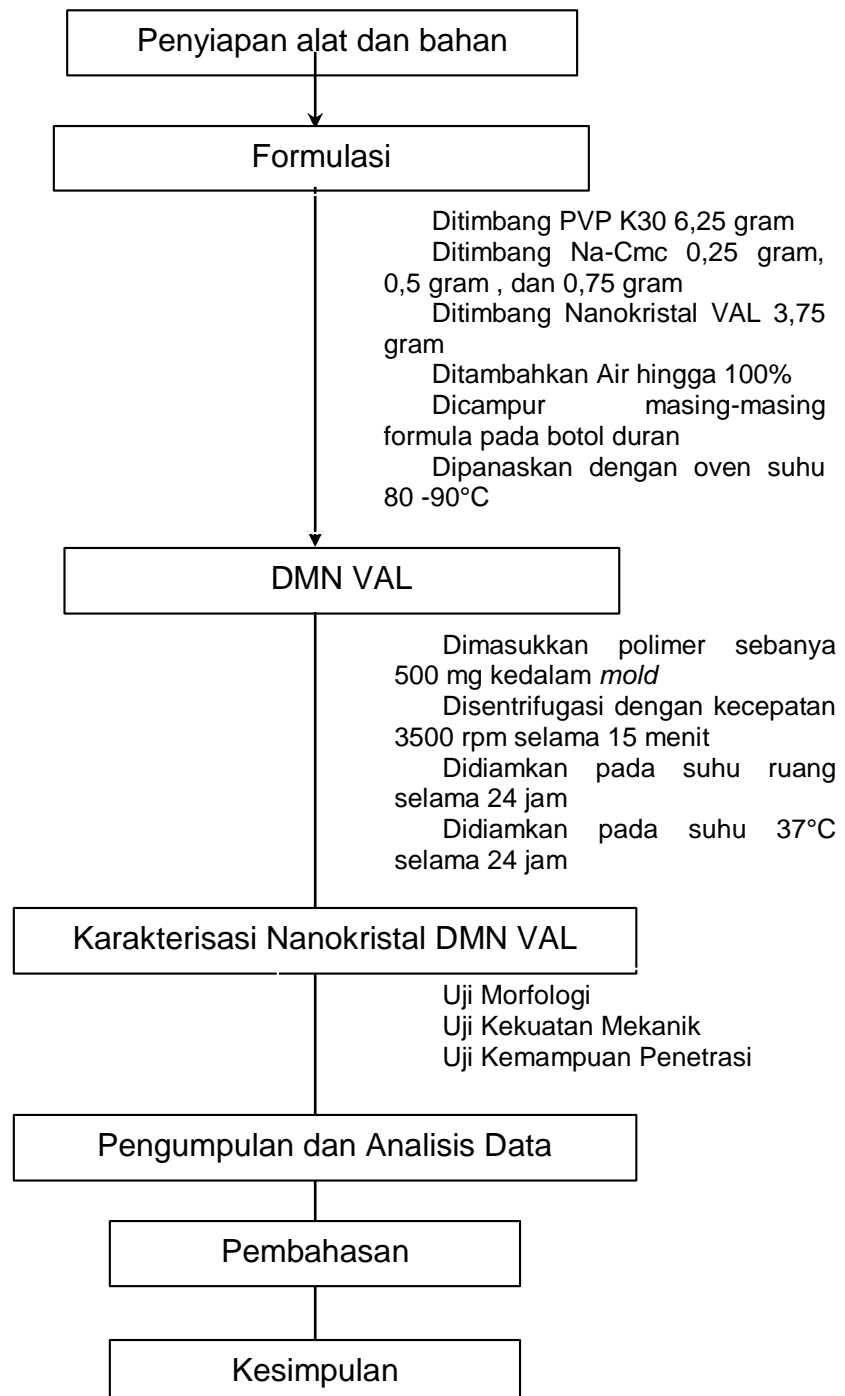 Penyiapan alat dan bahan
Formulasi
Ditimbang PVP K30 6,25 gram
Ditimbang Na-Cmc 0,25 gram,
0,5 gram , dan 0,75 gram
Ditimbang Nanokristal VAL 3,75
gram
Ditambahkan Air hingga 100%
Dicampur masing-masing
formula pada botol duran
Dipanaskan dengan oven suhu
80 -90°C
DMN VAL
Dimasukkan polimer sebanya
500 mg kedalam mold
Disentrifugasi dengan kecepatan
3500 rpm selama 15 menit
Didiamkan pada suhu ruang
selama 24 jam
Didiamkan pada suhu 37°C
selama 24 jam
Karakterisasi Nanokristal DMN VAL
Uji Morfologi
Uji Kekuatan Mekanik
Uji Kemampuan Penetrasi
Pengumpulan dan Analisis Data
Pembahasan
Kesimpulan